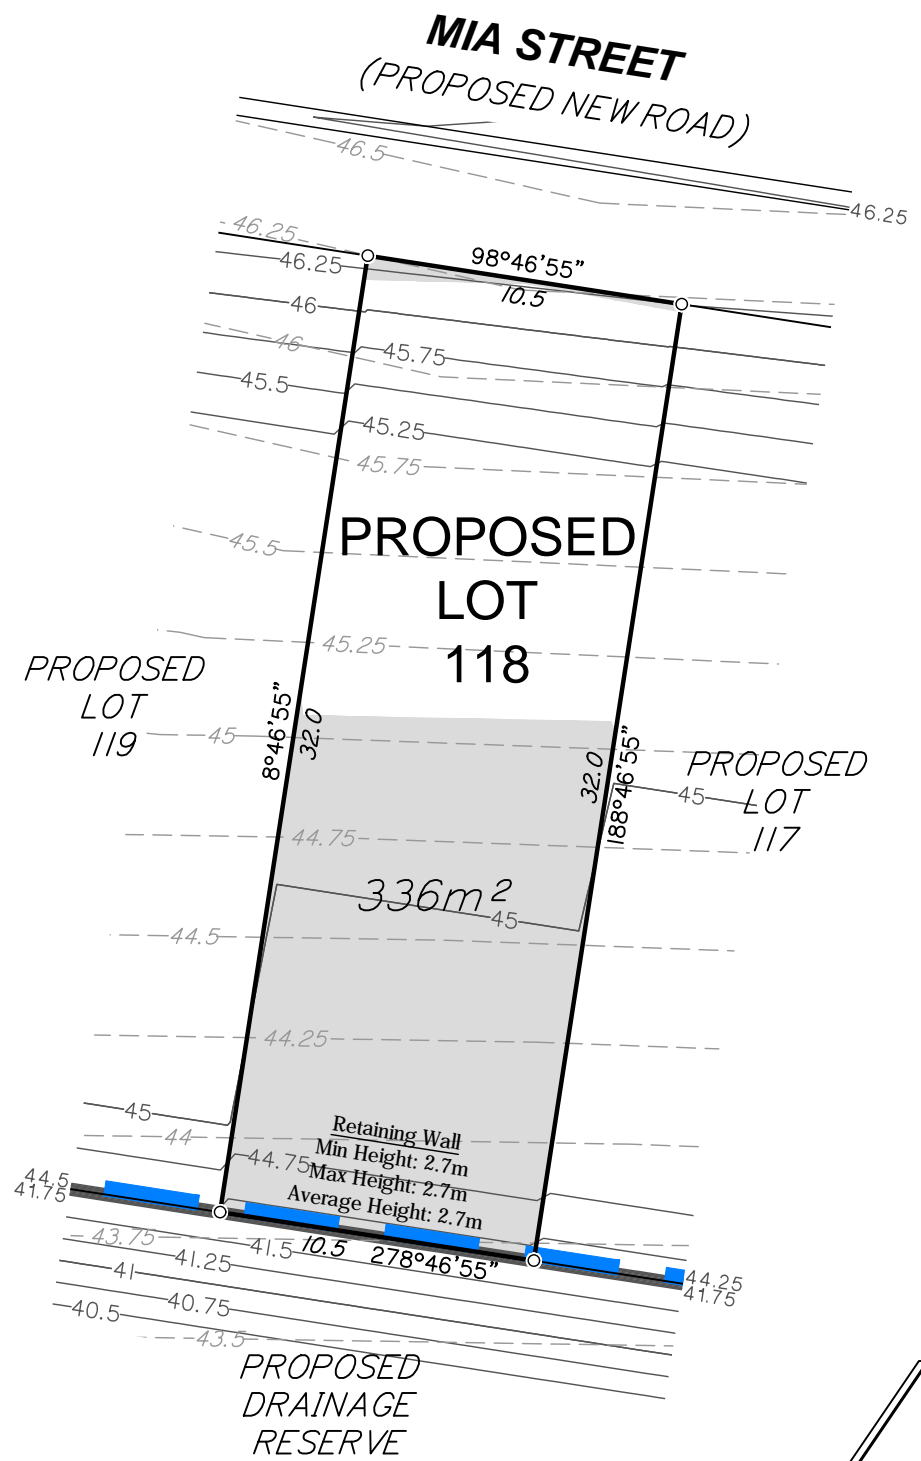 MIA STREET
(PROPOSED NEW ROAD)
46.5
46.25
46.25
98°46'55"
46.25
10.5
46
46
45.75
45.5
45.25
45.75
45.5
PROPOSED
LOT
118
45.25
PROPOSED
LOT
119
8°46'55"
32.0
45
32.0
188°46'55"
PROPOSED
LOT
117
45
44.75
336m²
45
44.5
44.25
45
44
Retaining Wall
Min Height: 2.7m
Max Height: 2.7m
Average Height: 2.7m
44.75
44.5
41.75
43.75
41.5
10.5
278°46'55"
41.25
41
44.25
41.75
40.75
40.5
43.5
PROPOSED
DRAINAGE
RESERVE